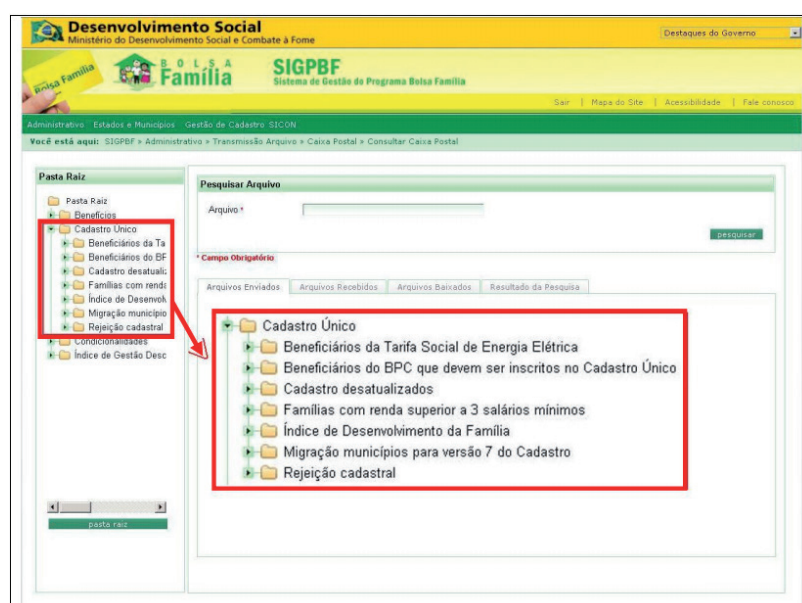 Desenvolvimento Social
Ministério do Desenvolvimento Social e Combate à Fome
Destaques do Governo
Bolsa Família
BOLSA
Família
SIGPBF
Sistema de Gestão do Programa Bolsa Família
Sair | Mapa do Site | Acessibilidade | Fale conosco
Administrativo Estados e Municípios Gestão de Cadastro SICON
Você está aqui: SIGPBF » Administrativo » Transmissão Arquivo » Caixa Postal » Consultar Caixa Postal
Pasta Raiz
Pasta Raiz
Benefícios
Cadastro Único
Beneficiários da Ta
Beneficiários do BF
Cadastro desatualiz
Famílias com renda
Índice de Desenvolv
Migração município
Rejeição cadastral
Condicionalidades
Índice de Gestão Desc
pasta raiz
Pesquisar Arquivo
Arquivo *
pesquisar
* Campo Obrigatório
Arquivos Enviados
Arquivos Recebidos
Arquivos Baixados
Resultado da Pesquisa
Cadastro Único
Beneficiários da Tarifa Social de Energia Elétrica
Beneficiários do BPC que devem ser inscritos no Cadastro Único
Cadastro desatualizados
Famílias com renda superior a 3 salários mínimos
Índice de Desenvolvimento da Família
Migração municípios para versão 7 do Cadastro
Rejeição cadastral